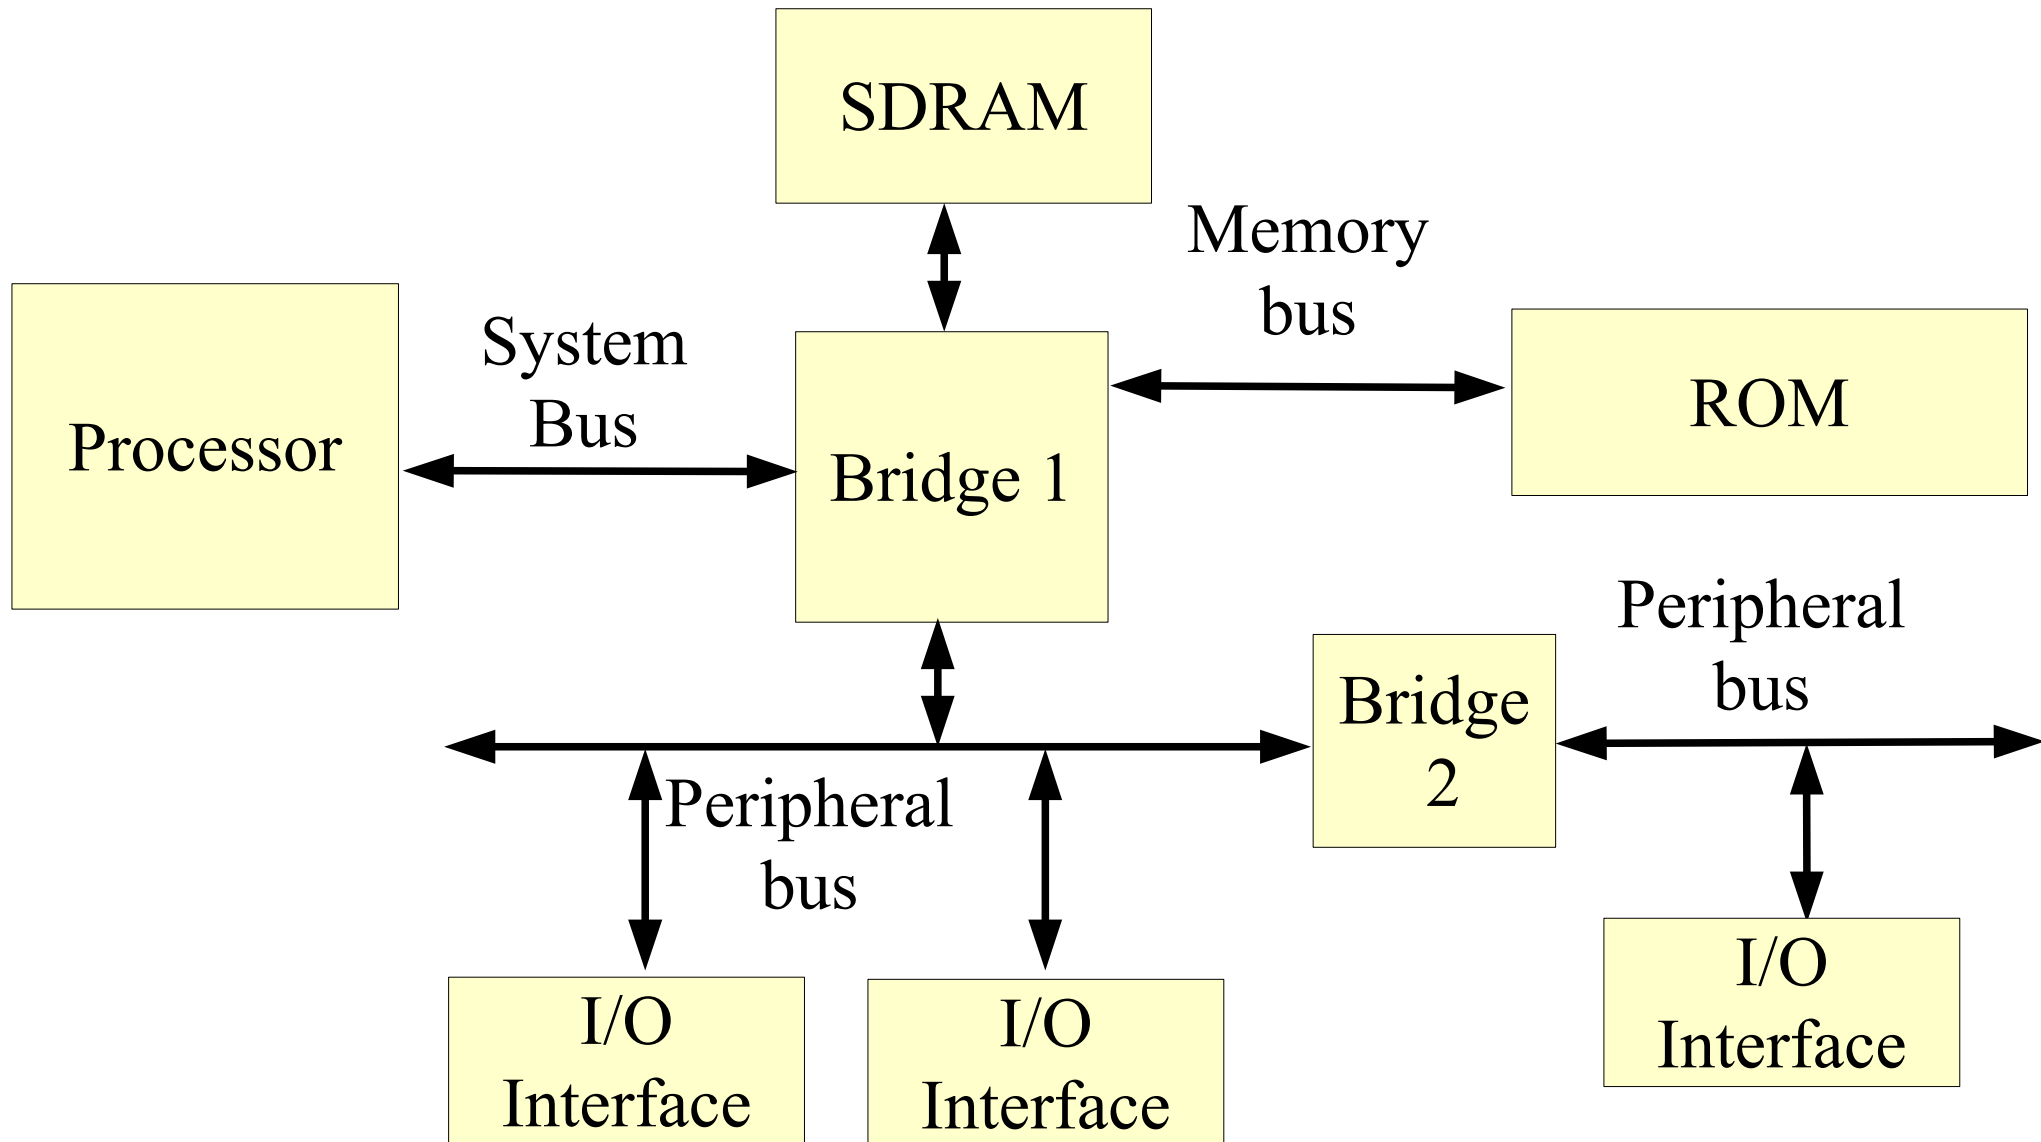 SDRAM
Memory
bus
System
Bus
Processor
Bridge 1
ROM
Peripheral
bus
Bridge
2
Peripheral
bus
I/O
Interface
I/O
Interface
I/O
Interface